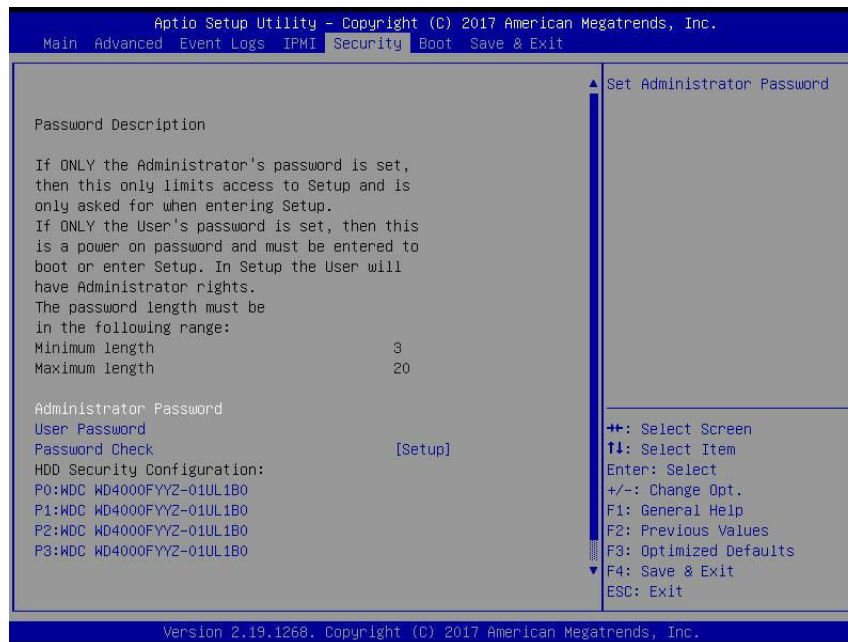 Aptio Setup Utility – Copyright (C) 2017 American Megatrends, Inc.
Main Advanced Event Logs IPMI Security Boot Save & Exit
Password Description
If ONLY the Administrator's password is set,
then this only limits access to Setup and is
only asked for when entering Setup.
If ONLY the User's password is set, then this
is a power on password and must be entered to
boot or enter Setup. In Setup the User will
have Administrator rights.
The password length must be
in the following range:
Minimum length 3
Maximum length 20
Administrator Password
User Password
Password Check [Setup]
HDD Security Configuration:
P0:WDC WD4000FYYZ-01UL1B0
P1:WDC WD4000FYYZ-01UL1B0
P2:WDC WD4000FYYZ-01UL1B0
P3:WDC WD4000FYYZ-01UL1B0
Set Administrator Password
→←: Select Screen
↑↓: Select Item
Enter: Select
+/-: Change Opt.
F1: General Help
F2: Previous Values
F3: Optimized Defaults
F4: Save & Exit
ESC: Exit
Version 2.19.1268. Copyright (C) 2017 American Megatrends, Inc.